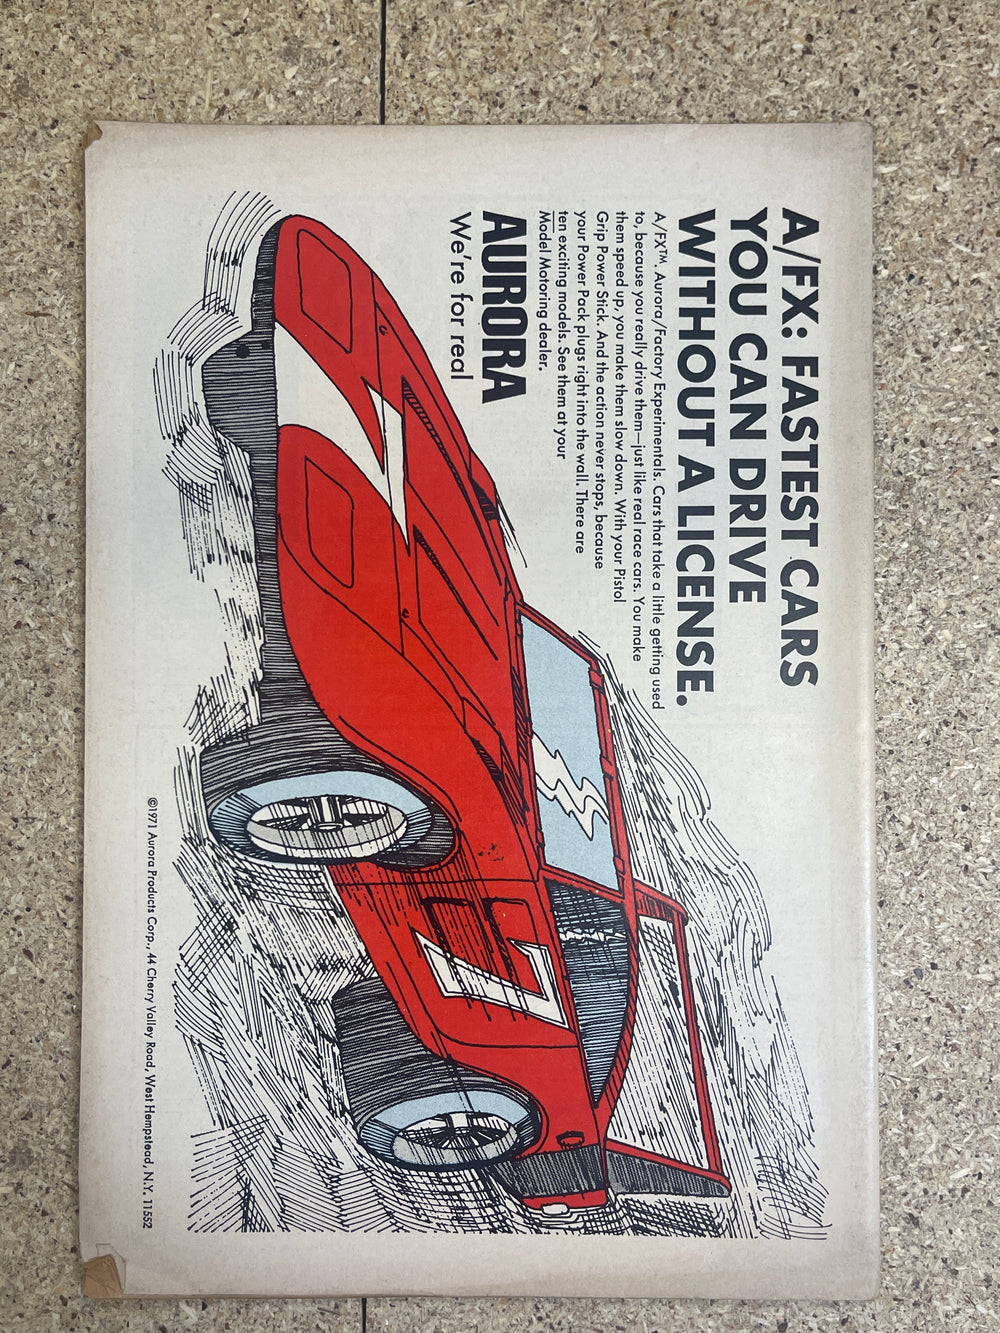 A/FX: FASTEST CARS
YOU CAN DRIVE
WITHOUT A LICENSE.
A/FX™. Aurora/Factory Experimentals. Cars that take a little getting used
to, because you really drive them—just like real race cars. You make
them speed up, you make them slow down. With your Pistol
Grip Power Stick. And the action never stops, because
your Power Pack plugs right into the wall. There are
ten exciting models. See them at your
Model Motoring dealer.
AURORA
We're for real
7
©1971 Aurora Products Corp., 44 Cherry Valley Road, West Hempstead, N.Y. 11552